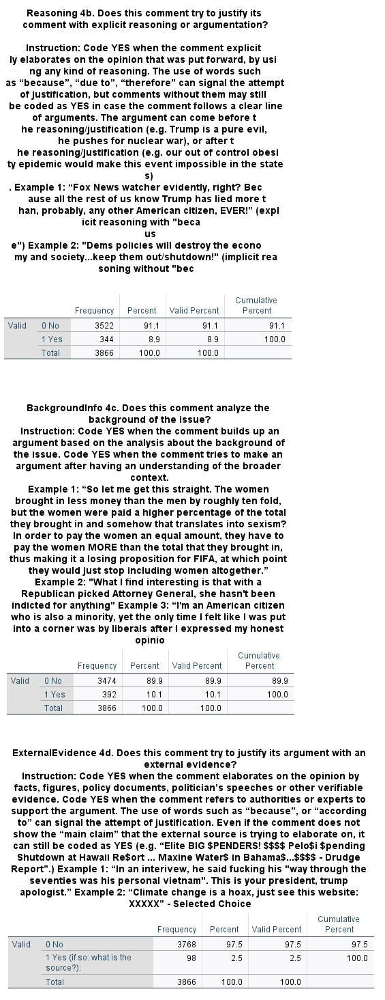 Reasoning 4b. Does this comment try to justify its
comment with explicit reasoning or argumentation?
Instruction: Code YES when the comment explicit
ly elaborates on the opinion that was put forward, by usi
ng any kind of reasoning. The use of words such
as “because”, “due to”, “therefore” can signal the attempt
of justification, but comments without them may still
be coded as YES in case the comment follows a clear line
of arguments. The argument can come before t
he reasoning/justification (e.g. Trump is a pure evil,
he pushes for nuclear war), or after t
he reasoning/justification (e.g. our out of control obesi
ty epidemic would make this event impossible in the state
s)
. Example 1: “Fox News watcher evidently, right? Bec
ause all the rest of us know Trump has lied more t
han, probably, any other American citizen, EVER!” (expl
icit reasoning with "beca
us
e") Example 2: "Dems policies will destroy the econo
my and society...keep them out/shutdown!" (implicit rea
soning without "bec
Cumulative
Frequency Percent Valid Percent Percent
Valid 0 No 3522 91.1 91.1 91.1
1 Yes 344 8.9 8.9 100.0
Total 3866 100.0 100.0
BackgroundInfo 4c. Does this comment analyze the
background of the issue?
Instruction: Code YES when the comment builds up an
argument based on the analysis about the background of
the issue. Code YES when the comment tries to make an
argument after having an understanding of the broader
context.
Example 1: “So let me get this straight. The women
brought in less money than the men by roughly ten fold,
but the women were paid a higher percentage of the total
they brought in and somehow that translates into sexism?
In order to pay the women an equal amount, they have to
pay the women MORE than the total that they brought in,
thus making it a losing proposition for FIFA, at which point
they would just stop including women altogether.”
Example 2: "What I find interesting is that with a
Republican picked Attorney General, she hasn't been
indicted for anything" Example 3: “I'm an American citizen
who is also a minority, yet the only time I felt like I was put
into a corner was by liberals after I expressed my honest
opinio
Cumulative
Frequency Percent Valid Percent Percent
Valid 0 No 3474 89.9 89.9 89.9
1 Yes 392 10.1 10.1 100.0
Total 3866 100.0 100.0
ExternalEvidence 4d. Does this comment try to justify its argument with an
external evidence?
Instruction: Code YES when the comment elaborates on the opinion by
facts, figures, policy documents, politician’s speeches or other verifiable
evidence. Code YES when the comment refers to authorities or experts to
support the argument. The use of words such as “because”, or “according
to” can signal the attempt of justification. Even if the comment does not
show the “main claim” that the external source is trying to elaborate on, it
can still be coded as YES (e.g. “Elite BIG $PENDERS! $$$$ Pelo$i $pending
Shutdown at Hawaii Re$ort ... Maxine Water$ in Bahama$...$$$$ - Drudge
Report”.) Example 1: “In an interivew, he said fucking his "way through the
seventies was his personal vietnam". This is your president, trump
apologist.” Example 2: “Climate change is a hoax, just see this website:
XXXXX” - Selected Choice
Cumulative
Frequency Percent Valid Percent Percent
Valid 0 No 3768 97.5 97.5 97.5
1 Yes (if so: what is the 98 2.5 2.5 100.0
source?):
Total 3866 100.0 100.0